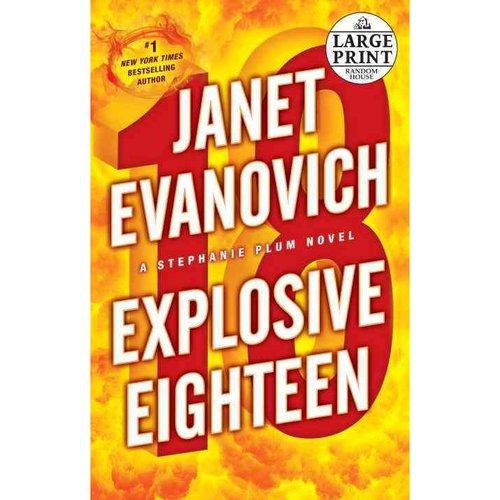 #1
NEW YORK TIMES
BESTSELLING
AUTHOR
LARGE
PRINT
RANDOM
HOUSE
18
JANET
EVANOVICH
A STEPHANIE PLUM NOVEL
EXPLOSIVE
EIGHTEEN